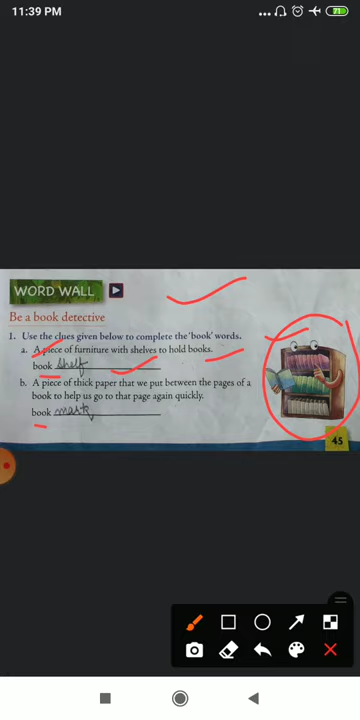 11:39 PM
71
WORD WALL
Be a book detective
1. Use the clues given below to complete the 'book' words.
a. A piece of furniture with shelves to hold books.
book shelf
b. A piece of thick paper that we put between the pages of a
book to help us go to that page again quickly.
book mark
45